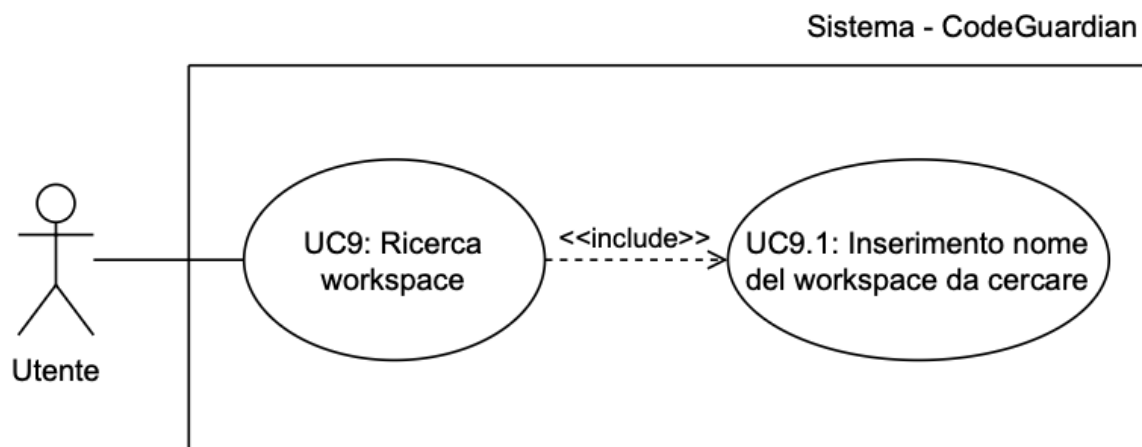 Sistema - CodeGuardian
UC9: Ricerca
workspace
<<include>>
UC9.1: Inserimento nome
del workspace da cercare
Utente